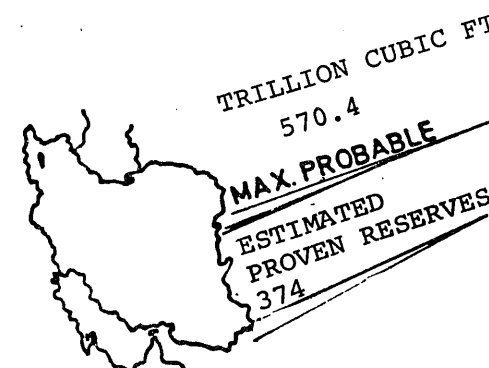 TRILLION CUBIC FT
570.4
MAX. PROBABLE
ESTIMATED
PROVEN RESERVES
374